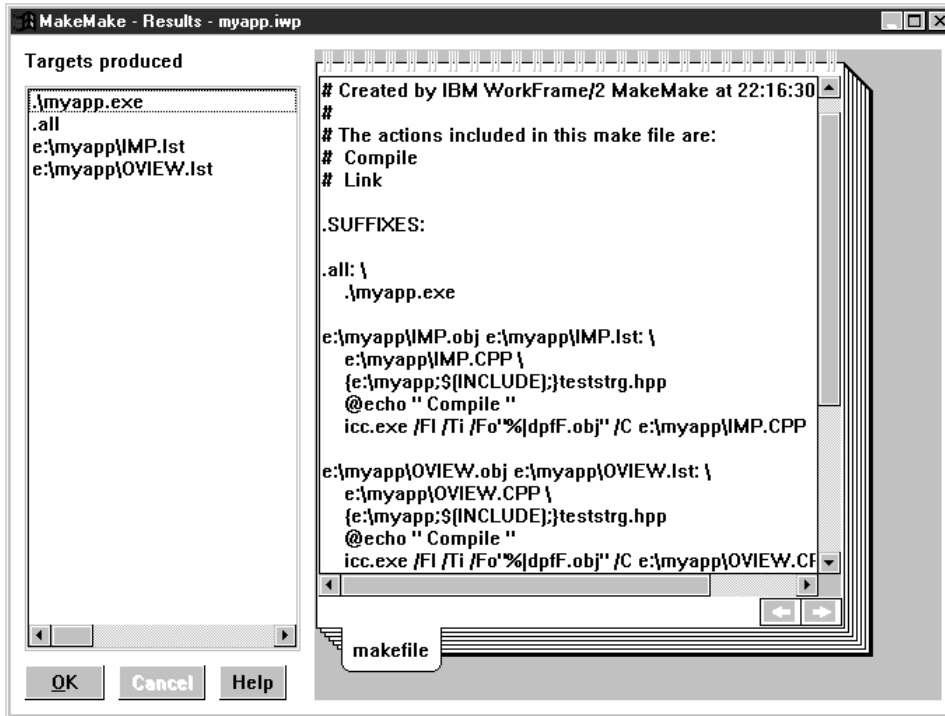 MakeMake - Results - myapp.iwp
Targets produced
.\myapp.exe
.all
e:\myapp\IMP.lst
e:\myapp\OVIEW.lst
OK
Cancel
Help
# Created by IBM WorkFrame/2 MakeMake at 22:16:30
#
# The actions included in this make file are:
#  Compile
#  Link
.SUFFIXES:
.all: \
.\myapp.exe
e:\myapp\IMP.obj e:\myapp\IMP.lst: \
e:\myapp\IMP.CPP \
{e:\myapp;$(INCLUDE);}teststrg.hpp
@echo " Compile "
icc.exe /Fl /Ti /Fo"%|dpfF.obj" /C e:\myapp\IMP.CPP
e:\myapp\OVIEW.obj e:\myapp\OVIEW.lst: \
e:\myapp\OVIEW.CPP \
{e:\myapp;$(INCLUDE);}teststrg.hpp
@echo " Compile "
icc.exe /Fl /Ti /Fo"%|dpfF.obj" /C e:\myapp\OVIEW.CF
makefile